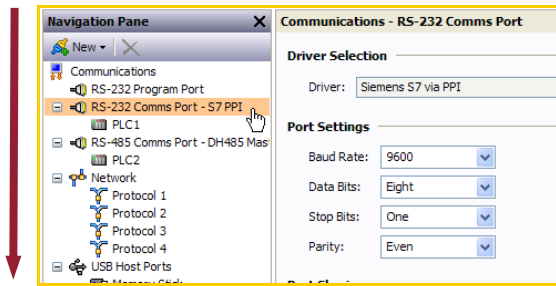 Navigation Pane
New
Communications
RS-232 Program Port
RS-232 Comms Port - S7 PPI
PLC1
RS-485 Comms Port - DH485 Mas
PLC2
Network
Protocol 1
Protocol 2
Protocol 3
Protocol 4
USB Host Ports
Memory Stick
Communications - RS-232 Comms Port
Driver Selection
Driver: Siemens S7 via PPI
Port Settings
Baud Rate: 9600
Data Bits: Eight
Stop Bits: One
Parity: Even